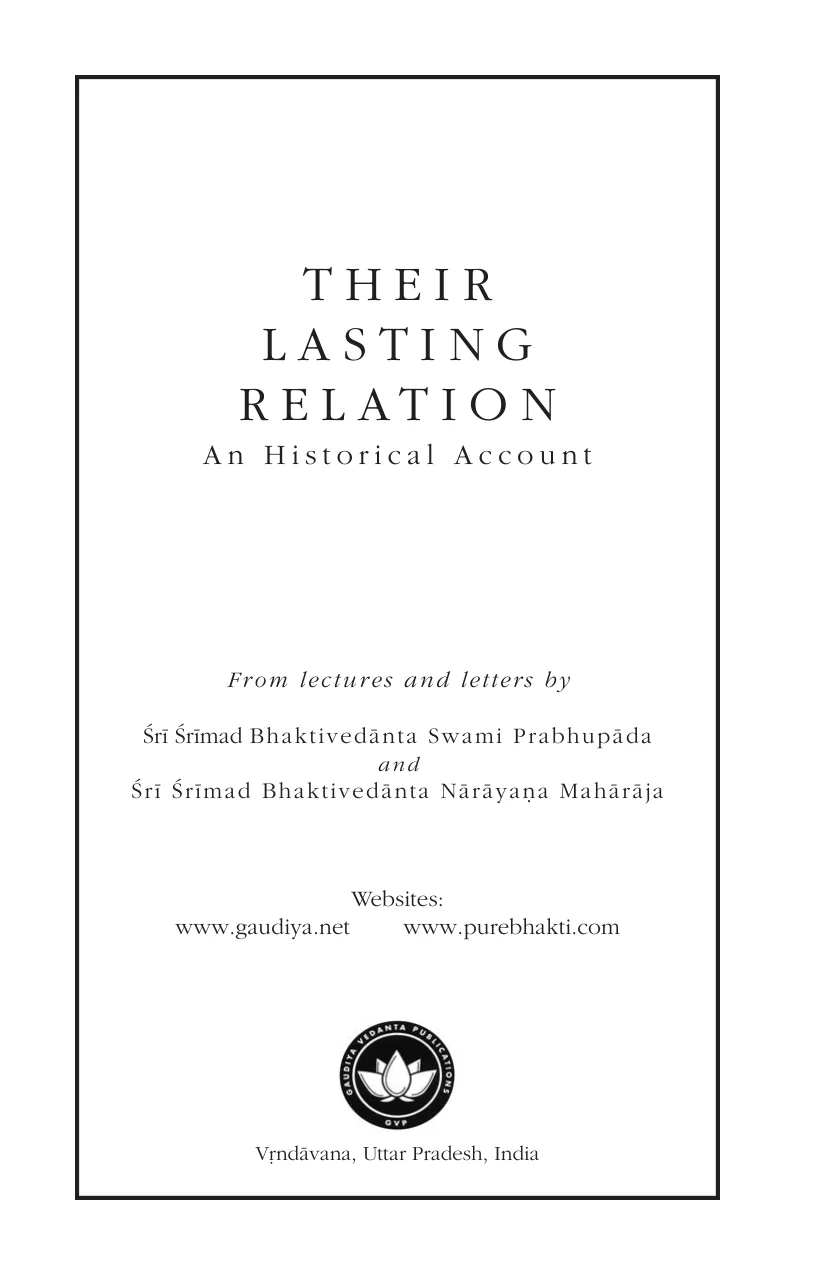 THEIR
LASTING
RELATION
An Historical Account
From lectures and letters by
Śrī Śrīmad Bhaktivedānta Swami Prabhupāda
and
Śrī Śrīmad Bhaktivedānta Nārāyaṇa Mahārāja
Websites:
www.gaudiya.net www.purebhakti.com
GAUDIYA VEDANTA PUBLICATIONS
GVP
Vṛndāvana, Uttar Pradesh, India